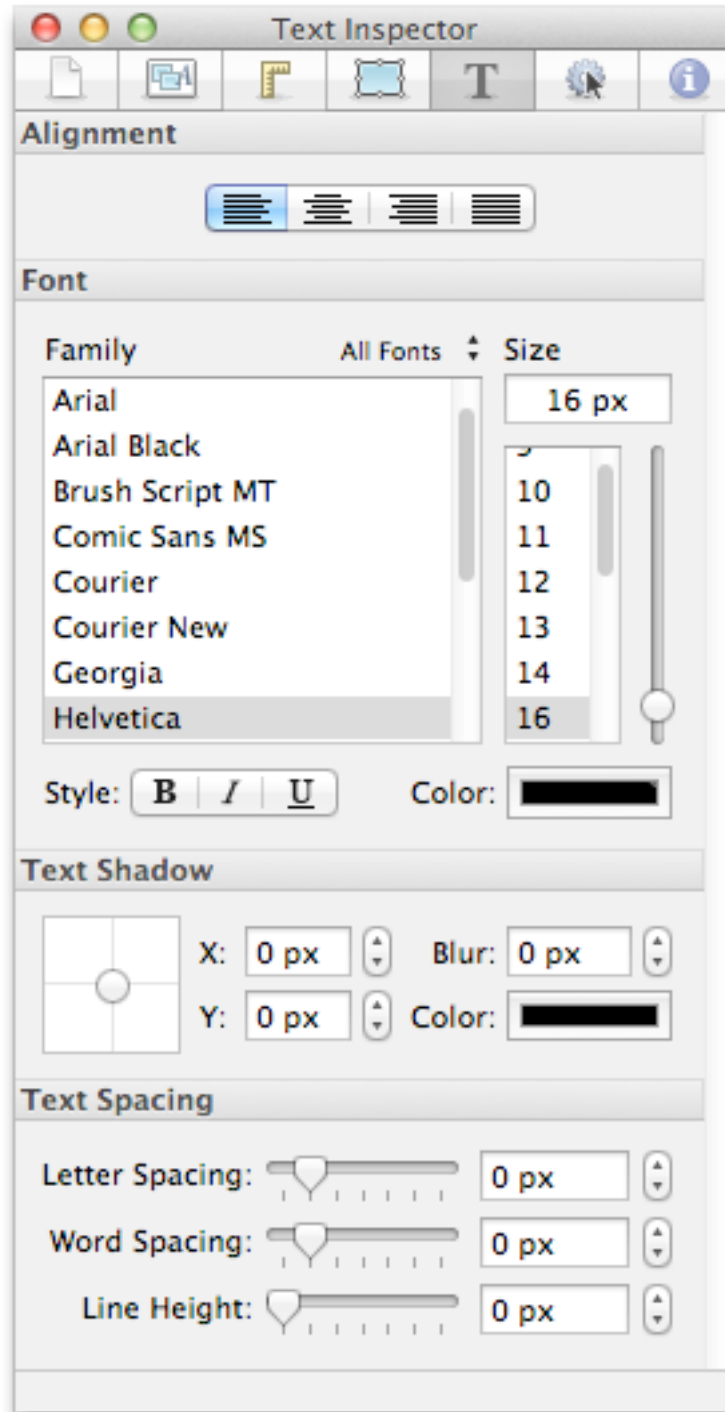 Text Inspector
T
Alignment
Font
Family All Fonts Size
16 px
Arial
Arial Black
Brush Script MT
Comic Sans MS
Courier
Courier New
Georgia
Helvetica
10
11
12
13
14
16
Style: B I U Color:
Text Shadow
X: 0 px Blur: 0 px
Y: 0 px Color:
Text Spacing
Letter Spacing: 0 px
Word Spacing: 0 px
Line Height: 0 px